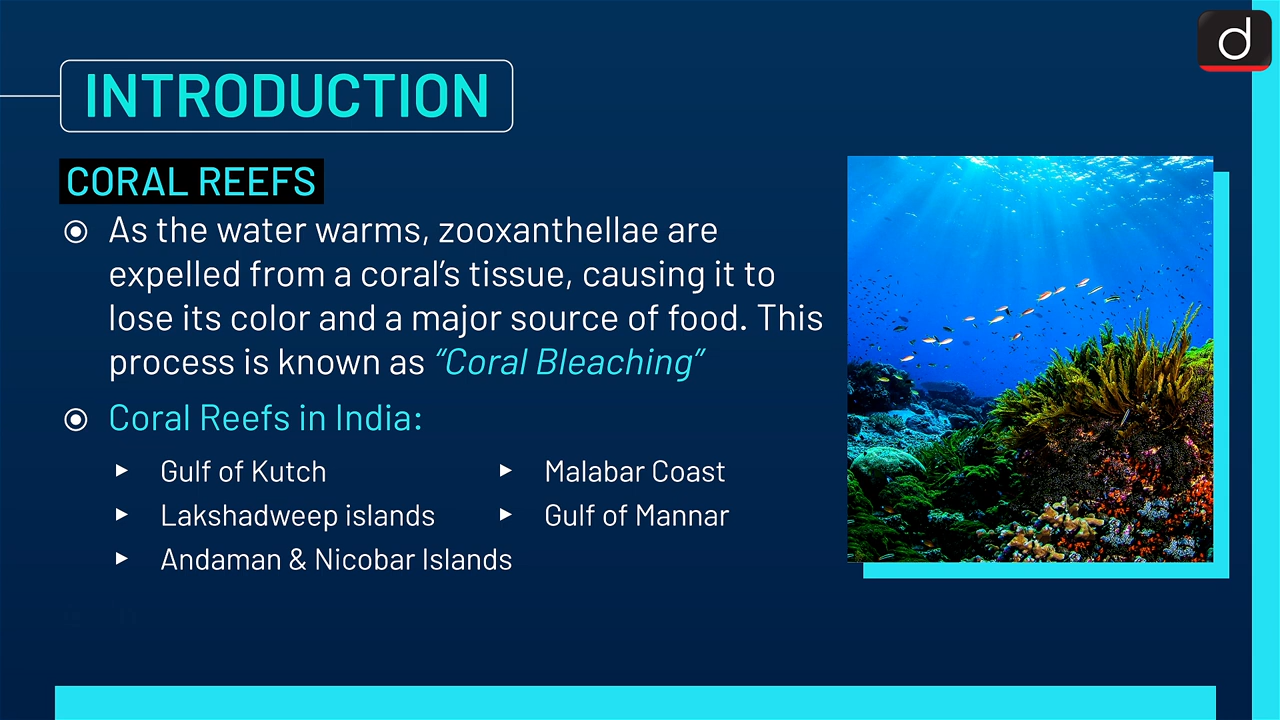 d
INTRODUCTION
CORAL REEFS
As the water warms, zooxanthellae are
expelled from a coral’s tissue, causing it to
lose its color and a major source of food. This
process is known as “Coral Bleaching”
Coral Reefs in India:
Gulf of Kutch
Malabar Coast
Lakshadweep islands
Gulf of Mannar
Andaman & Nicobar Islands